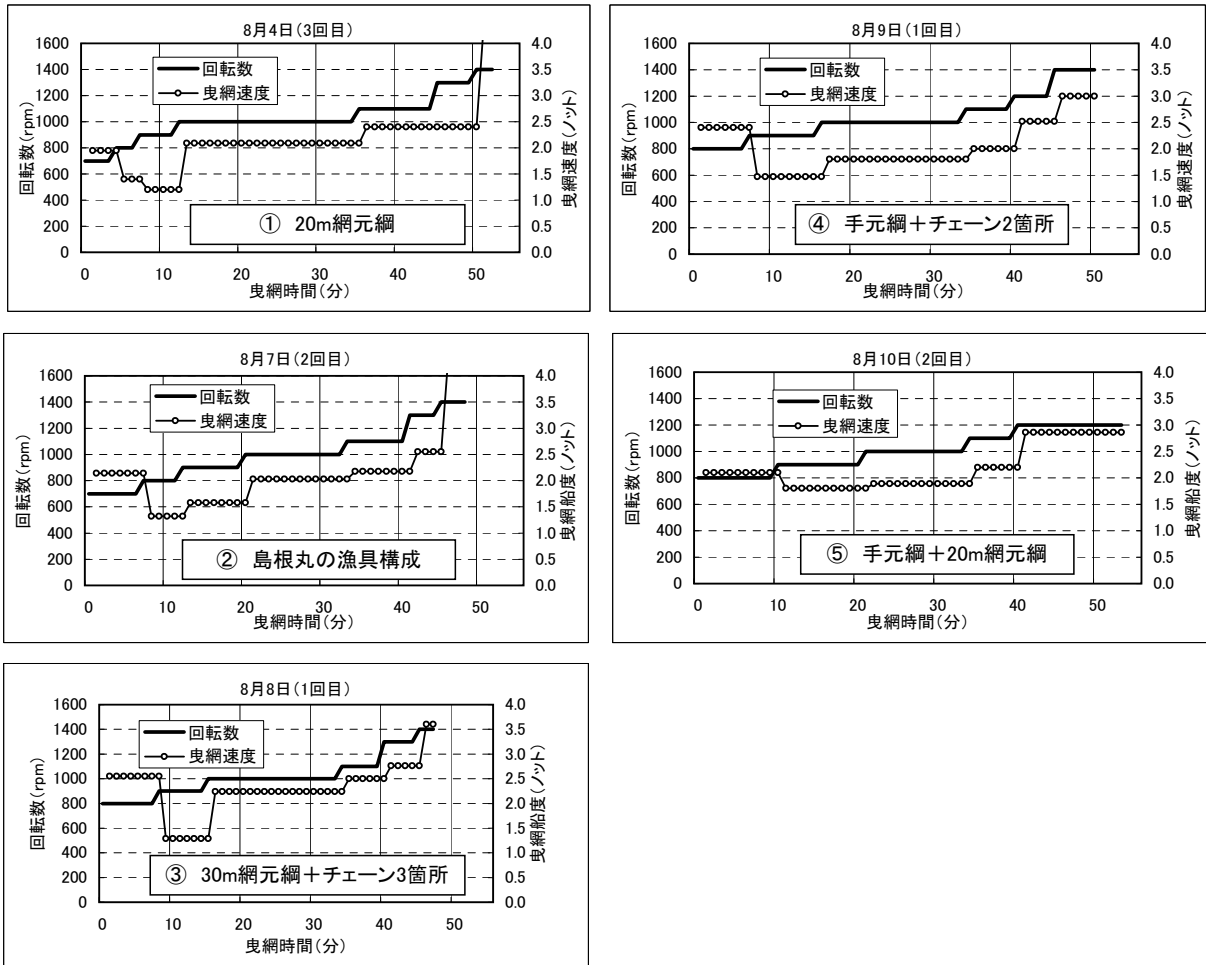 8月4日(3回目)
1600
1400
1200
1000
800
600
400
200
0
回転数(rpm)
4.0
3.5
3.0
2.5
2.0
1.5
1.0
0.5
0.0
曳網速度(ノット)
回転数
曳網速度
① 20m網元綱
0 10 20 30 40 50
曳網時間(分)
8月9日(1回目)
1600
1400
1200
1000
800
600
400
200
0
回転数(rpm)
4.0
3.5
3.0
2.5
2.0
1.5
1.0
0.5
0.0
曳網速度(ノット)
回転数
曳網速度
④ 手元綱+チェーン2箇所
0 10 20 30 40 50
曳網時間(分)
8月7日(2回目)
1600
1400
1200
1000
800
600
400
200
0
回転数(rpm)
4.0
3.5
3.0
2.5
2.0
1.5
1.0
0.5
0.0
曳網船度(ノット)
回転数
曳網速度
② 島根丸の漁具構成
0 10 20 30 40 50
曳網時間(分)
8月10日(2回目)
1600
1400
1200
1000
800
600
400
200
0
回転数(rpm)
4.0
3.5
3.0
2.5
2.0
1.5
1.0
0.5
0.0
曳網船度(ノット)
回転数
曳網速度
⑤ 手元綱+20m網元綱
0 10 20 30 40 50
曳網時間(分)
8月8日(1回目)
1600
1400
1200
1000
800
600
400
200
0
回転数(rpm)
4.0
3.5
3.0
2.5
2.0
1.5
1.0
0.5
0.0
曳網船度(ノット)
回転数
曳網速度
③ 30m網元綱+チェーン3箇所
0 10 20 30 40 50
曳網時間(分)